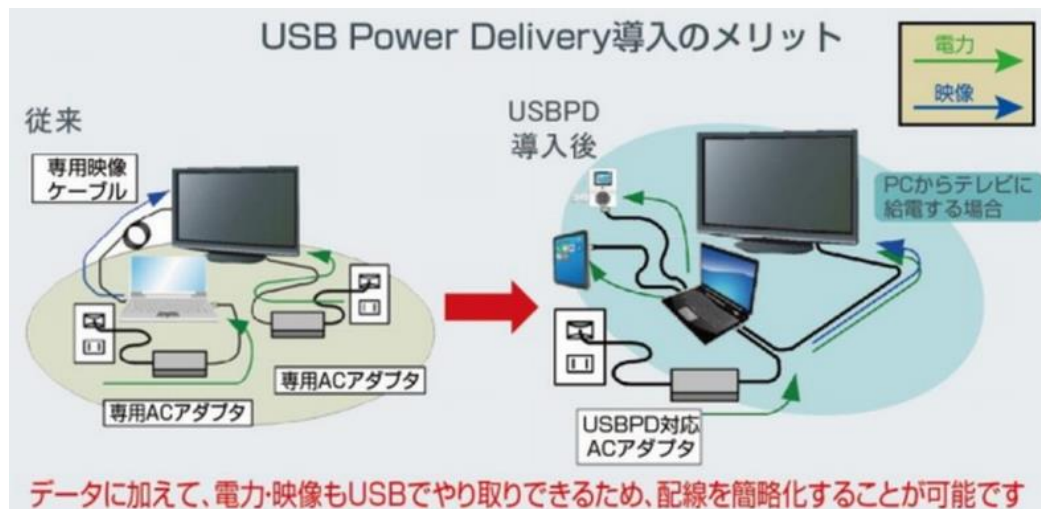 USB Power Delivery導入のメリット
電力
映像
従来
専用映像
ケーブル
専用ACアダプタ
専用ACアダプタ
USBPD
導入後
PCからテレビに
給電する場合
USBPD対応
ACアダプタ
データに加えて、電力・映像もUSBでやり取りできるため、配線を簡略化することが可能です